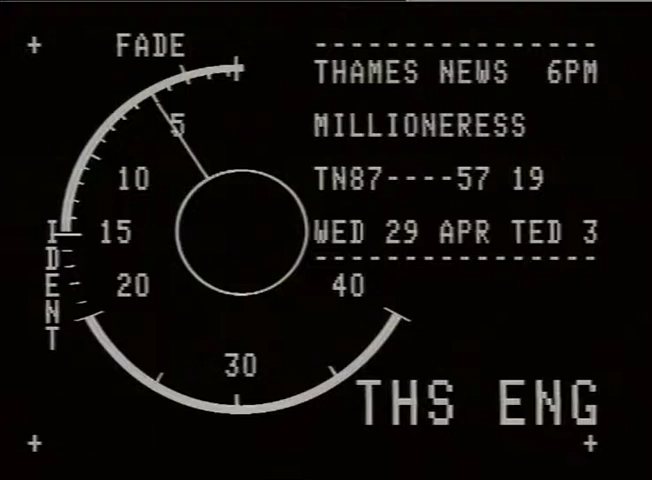 FADE
----------------
THAMES NEWS 6PM
MILLIONERESS
TN87----57 19
WED 29 APR TED 3
----------------
5
10
15
20
30
40
IDENT
THS ENG